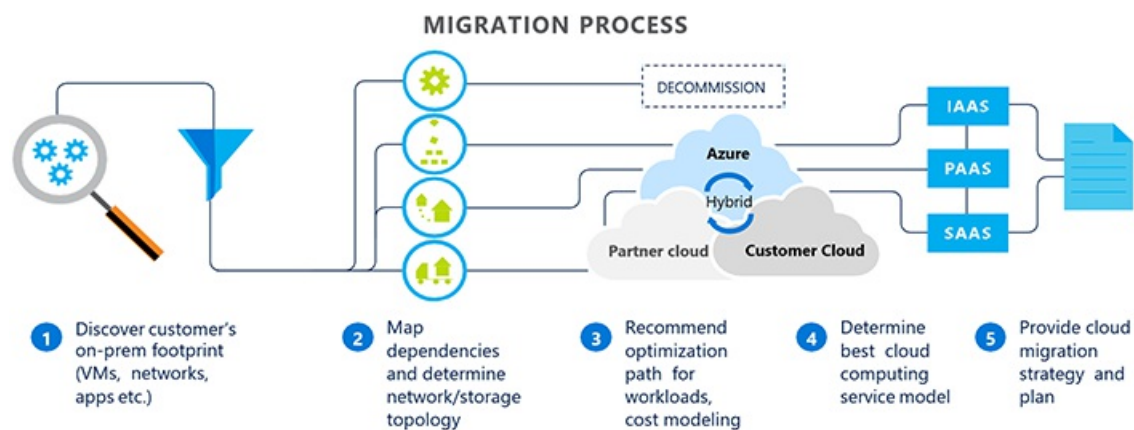 MIGRATION PROCESS
DECOMMISSION
Azure
Hybrid
Partner cloud
Customer Cloud
IAAS
PAAS
SAAS
1
Discover customer's
on-prem footprint
(VMs, networks,
apps etc.)
2
Map
dependencies
and determine
network/storage
topology
3
Recommend
optimization
path for
workloads,
cost modeling
4
Determine
best cloud
computing
service model
5
Provide cloud
migration
strategy and
plan